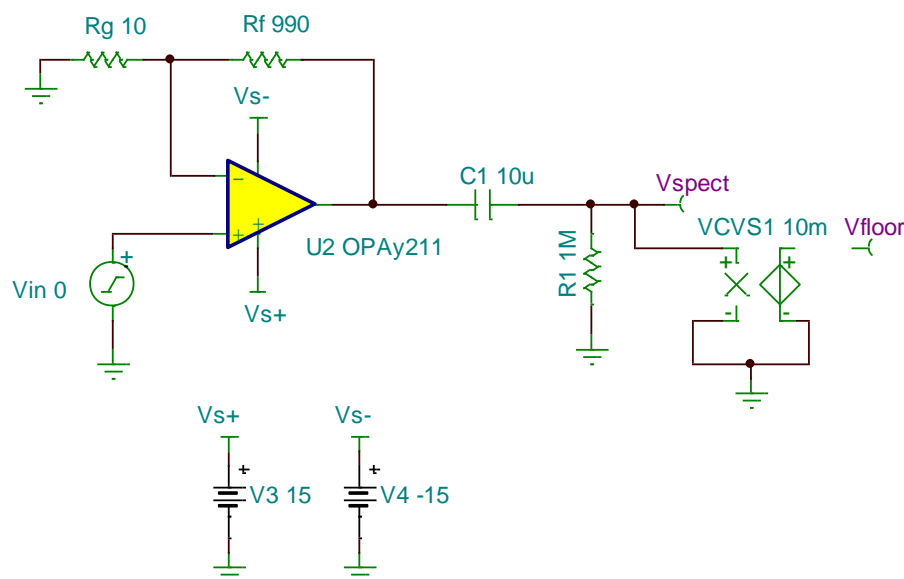 Rg 10
Rf 990
Vs-
C1 10u
Vspect
VCVS1 10m
Vfloor
U2 OPAy211
R1 1M
Vin 0
Vs+
Vs+
Vs-
V3 15
V4 -15